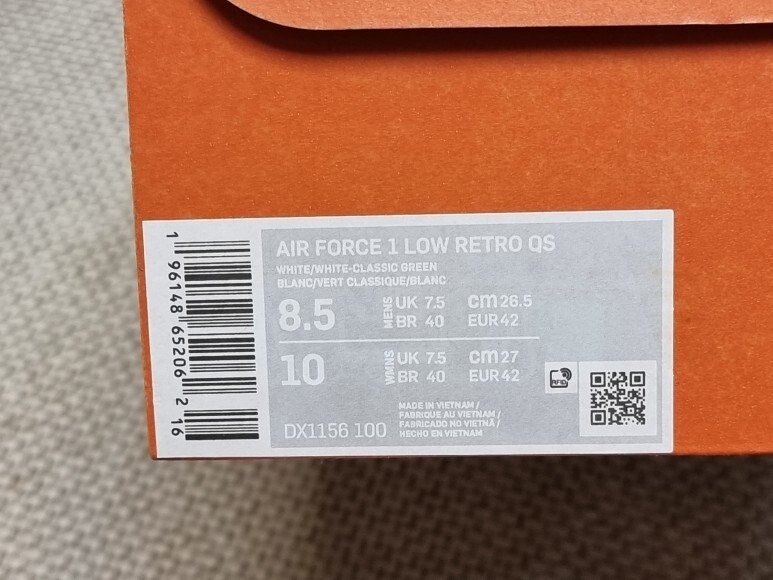 1 96148 65206 2 16
AIR FORCE 1 LOW RETRO QS
WHITE/WHITE-CLASSIC GREEN
BLANC/VERT CLASSIQUE/BLANC
8.5 MENS UK 7.5 cm 26.5
BR 40 EUR 42
10 WMNS UK 7.5 cm 27
BR 40 EUR 42
RFID
DX1156 100
MADE IN VIETNAM /
FABRIQUE AU VIETNAM /
FABRICADO NO VIETNÃ /
HECHO EN VIETNAM